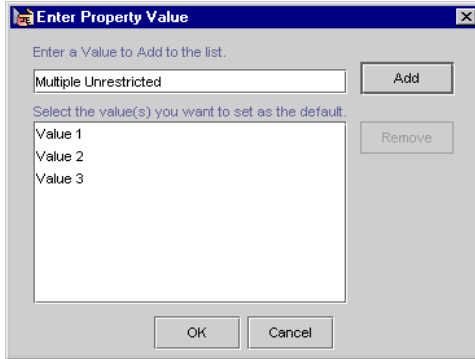 Enter Property Value
Enter a Value to Add to the list.
Multiple Unrestricted
Add
Select the value(s) you want to set as the default.
Value 1
Remove
Value 2
Value 3
OK
Cancel